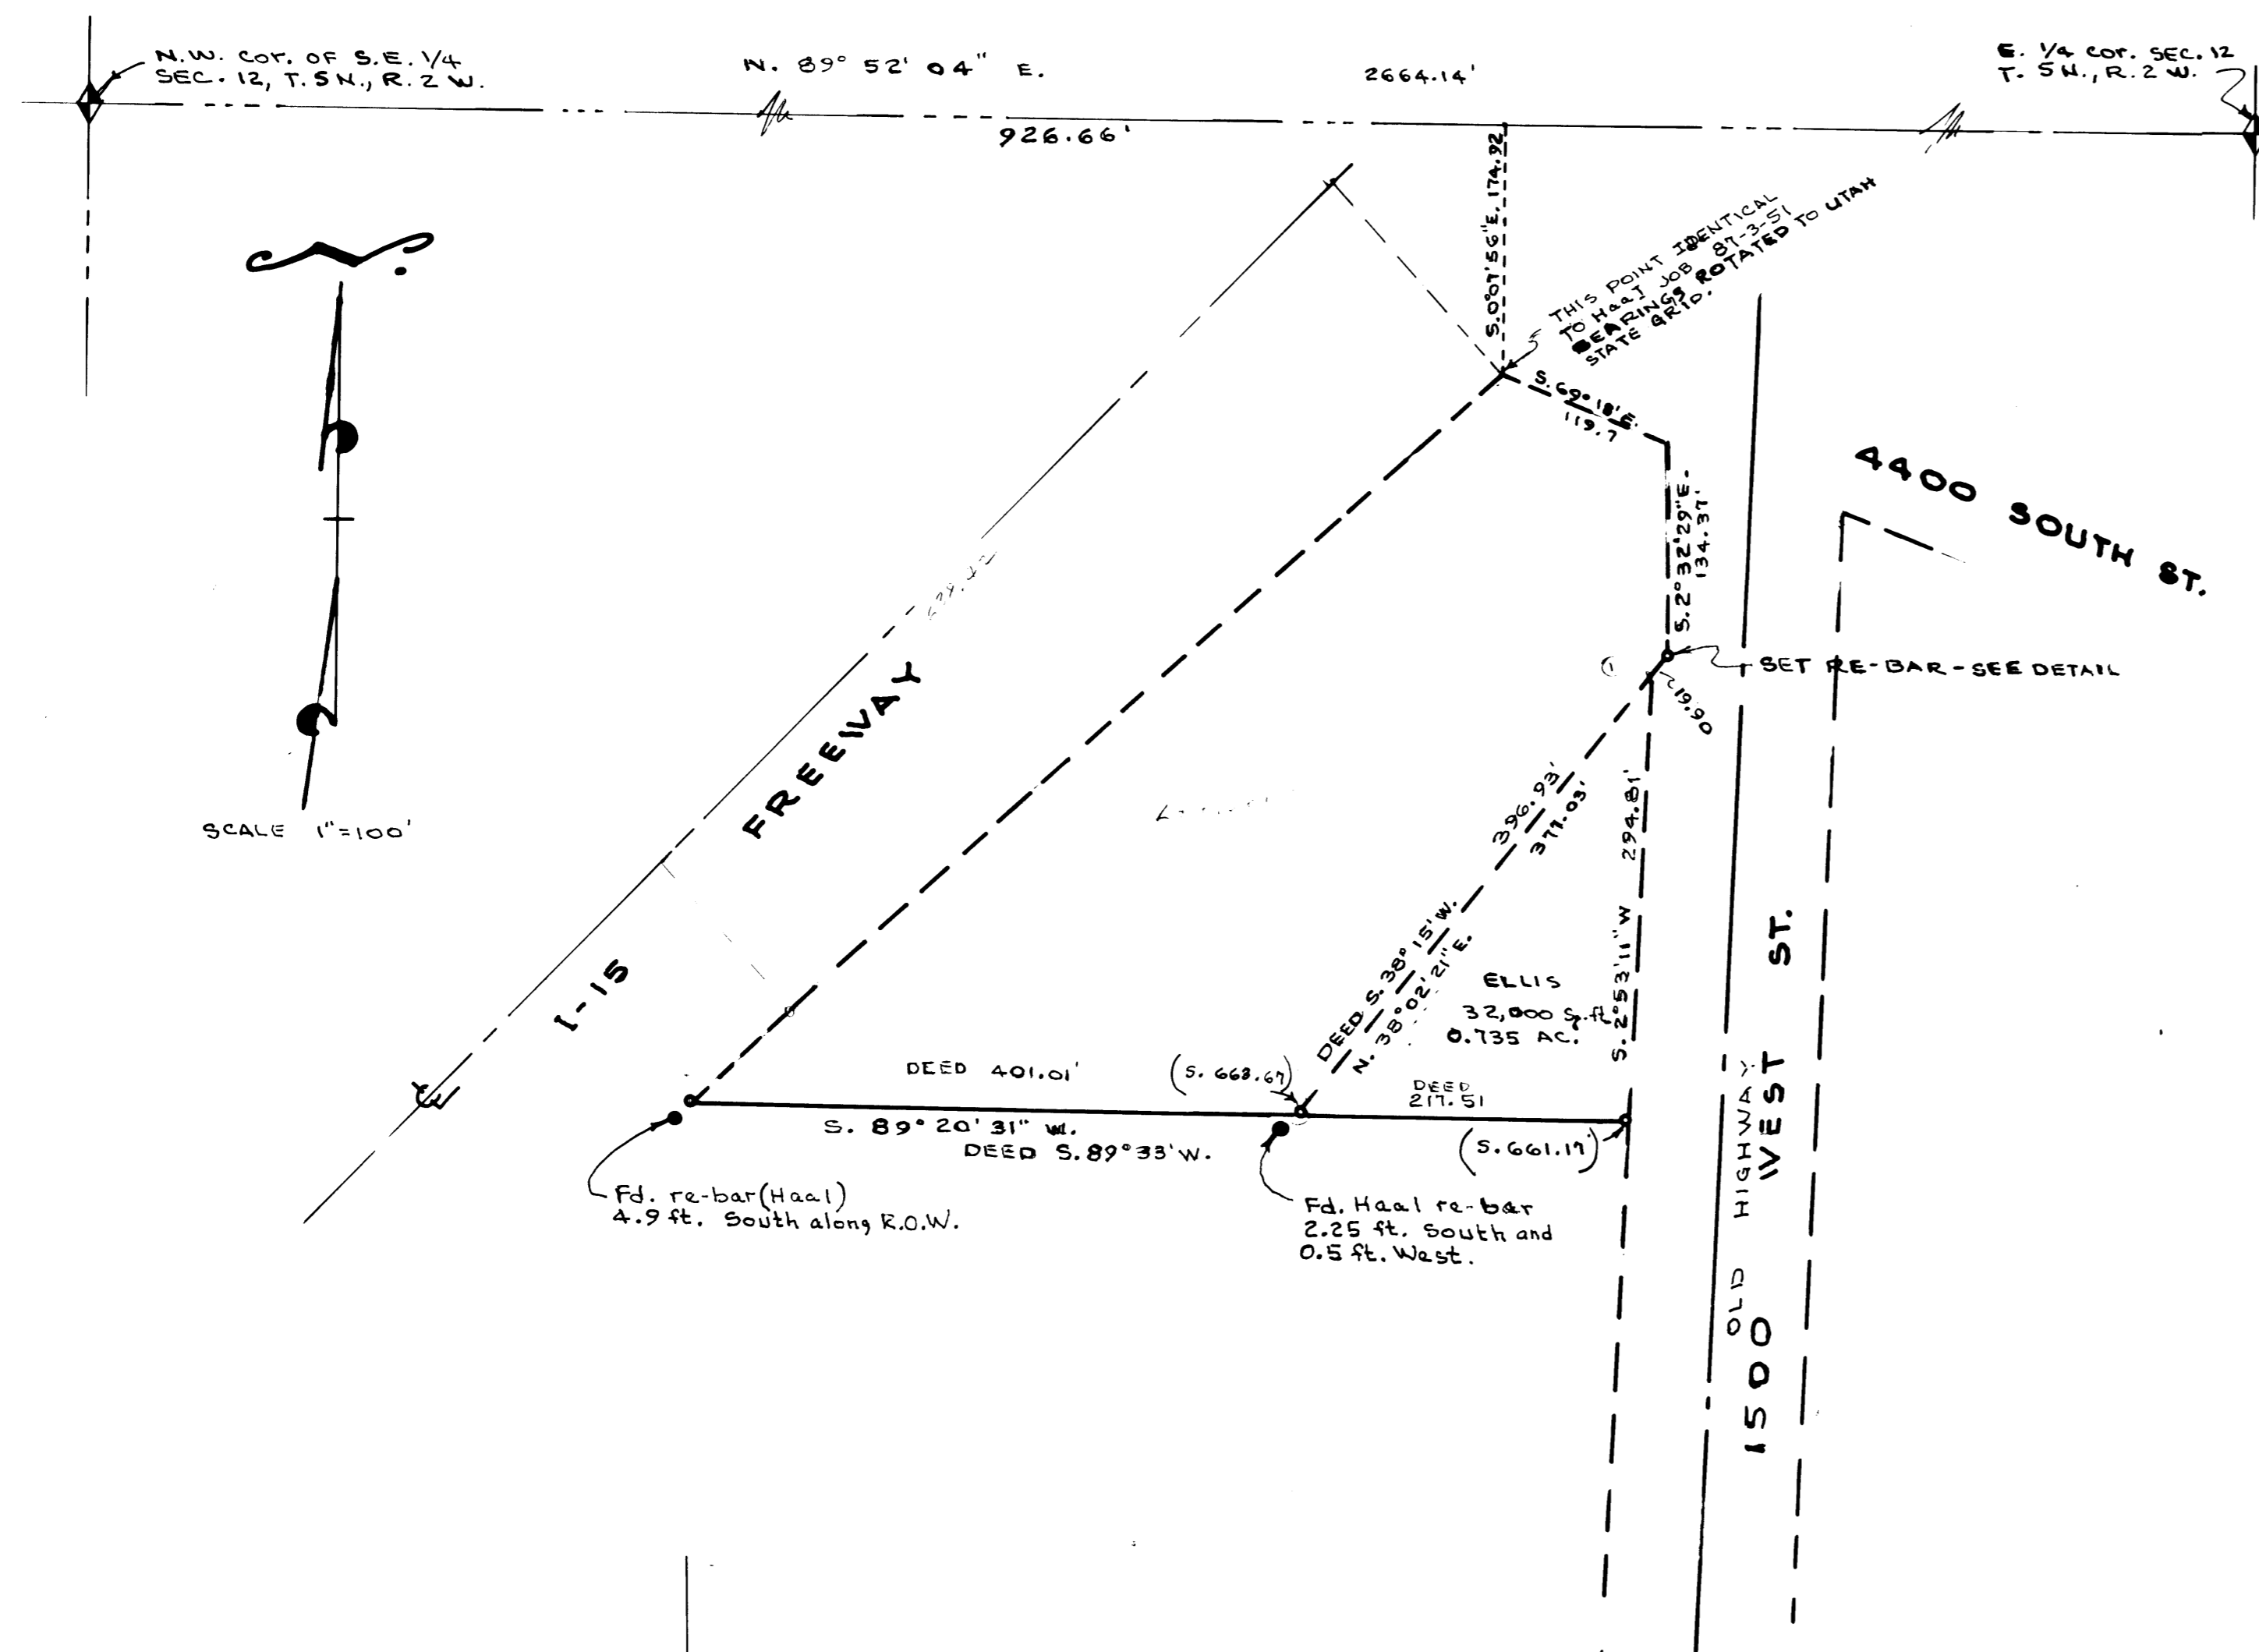 N.W. Cor. OF S.E. 1/4
SEC. 12, T. 5 N., R. 2 W.
N. 89° 52' 04" E.
2664.14'
E. 1/4 Cor. SEC. 12
T. 5 N., R. 2 W.
926.66'
S.0°07'56"E. 174.92
THIS POINT IDENTICAL
TO Haal JOB 87-3-51
BEARINGS ROTATED TO UTAH
STATE GRID.
S. 69° 18' E.
119.7
4400 SOUTH ST.
S. 2° 32' 29" E.
134.37'
SET RE-BAR - SEE DETAIL
19.90
SCALE 1"=100'
I-15 FREEWAY
DEED S. 38° 15' W. 396.93'
N. 38° 02' 21" E. 377.03'
S. 2° 53' 11" W 294.81'
ELLIS
32,000 Sq. ft.
0.735 AC.
DEED 401.01'
(S. 668.67)
DEED
217.51
S. 89° 20' 31" W.
DEED S. 89° 33' W.
(S. 661.17')
Fd. re-bar (Haal)
4.9 ft. South along R.O.W.
Fd. Haal re-bar
2.25 ft. South and
0.5 ft. West.
OLD HIGHWAY
1500 WEST ST.